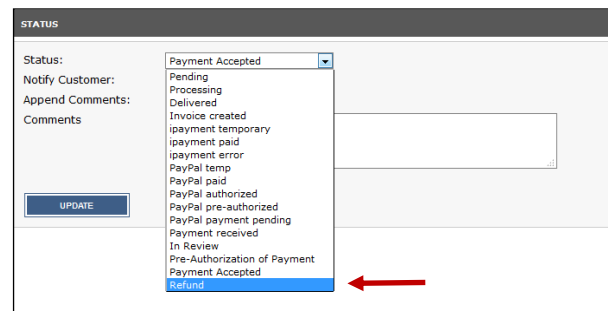 STATUS
Status: Payment Accepted
Notify Customer:
Append Comments:
Comments
Pending
Processing
Delivered
Invoice created
ipayment temporary
ipayment paid
ipayment error
PayPal temp
PayPal paid
PayPal authorized
PayPal pre-authorized
PayPal payment pending
Payment received
In Review
Pre-Authorization of Payment
Payment Accepted
Refund
UPDATE